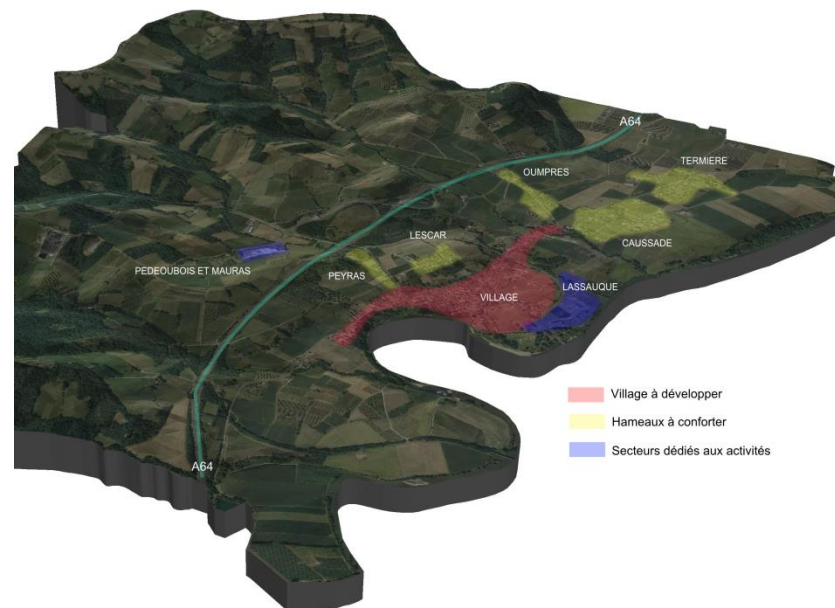 A64
TERMIERE
OUMPRES
LESCAR
CAUSSADE
PEDEOUBOIS ET MAURAS
PEYRAS
LASSAUQUE
VILLAGE
Village à développer
Hameaux à conforter
Secteurs dédiés aux activités
A64